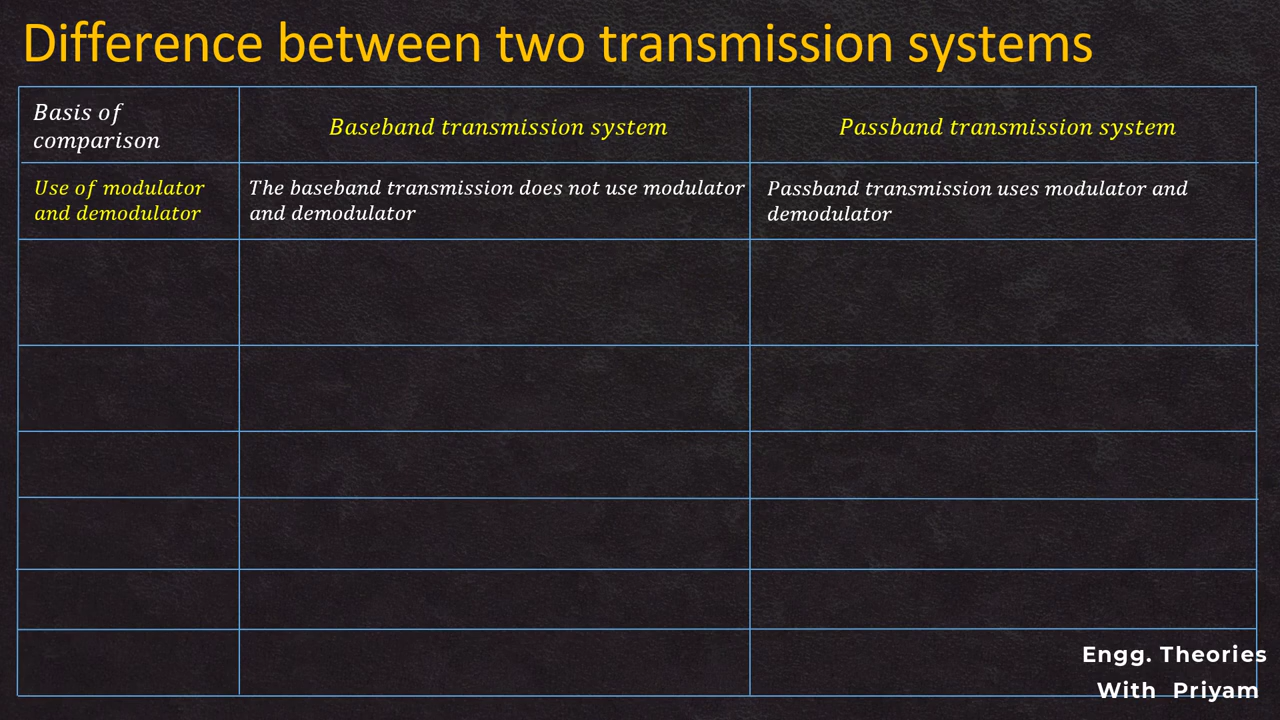 Difference between two transmission systems
Basis of
comparison
Baseband transmission system
Passband transmission system
Use of modulator
and demodulator
The baseband transmission does not use modulator
and demodulator
Passband transmission uses modulator and
demodulator
Engg. Theories
With Priyam